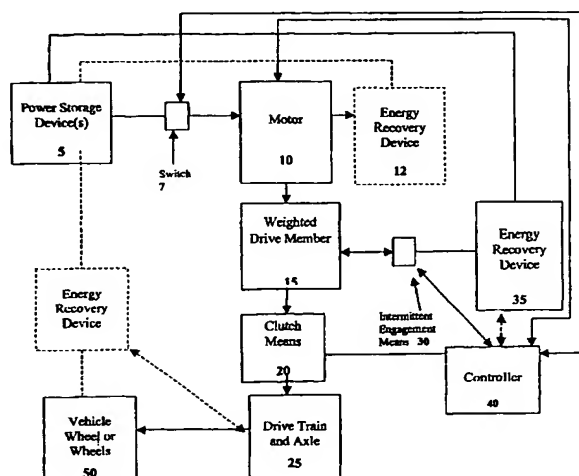 Power Storage
Device(s)
5
Switch
7
Motor
10
Energy
Recovery
Device
12
Weighted
Drive Member
15
Energy
Recovery
Device
35
Intermittent
Engagement
Means 30
Energy
Recovery
Device
Clutch
Means
20
Controller
40
Vehicle
Wheel or
Wheels
50
Drive Train
and Axle
25